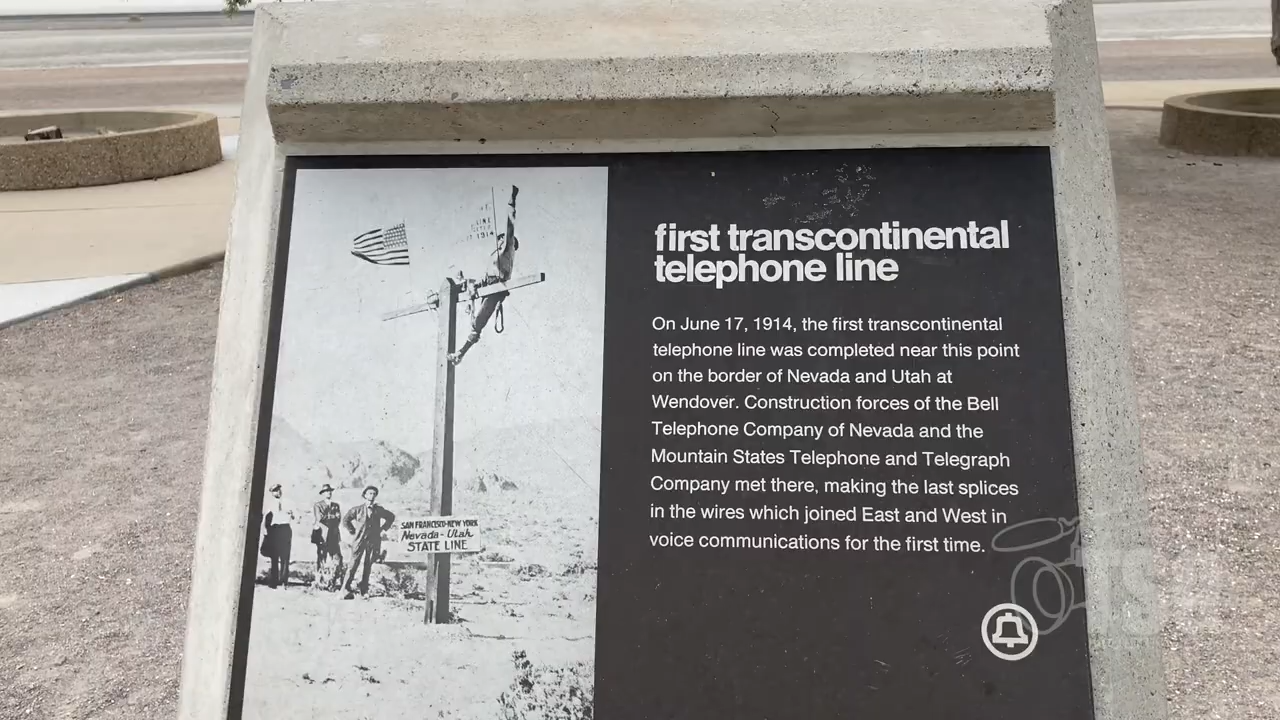 first transcontinental
telephone line
On June 17, 1914, the first transcontinental
telephone line was completed near this point
on the border of Nevada and Utah at
Wendover. Construction forces of the Bell
Telephone Company of Nevada and the
Mountain States Telephone and Telegraph
Company met there, making the last splices
in the wires which joined East and West in
voice communications for the first time.
LINE
1914
SAN FRANCISCO-NEW YORK
Nevada-Utah
STATE LINE